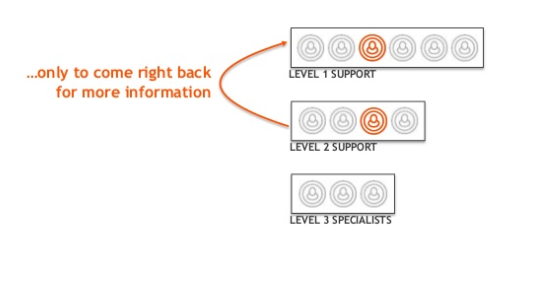 …only to come right back
for more information
LEVEL 1 SUPPORT
LEVEL 2 SUPPORT
LEVEL 3 SPECIALISTS